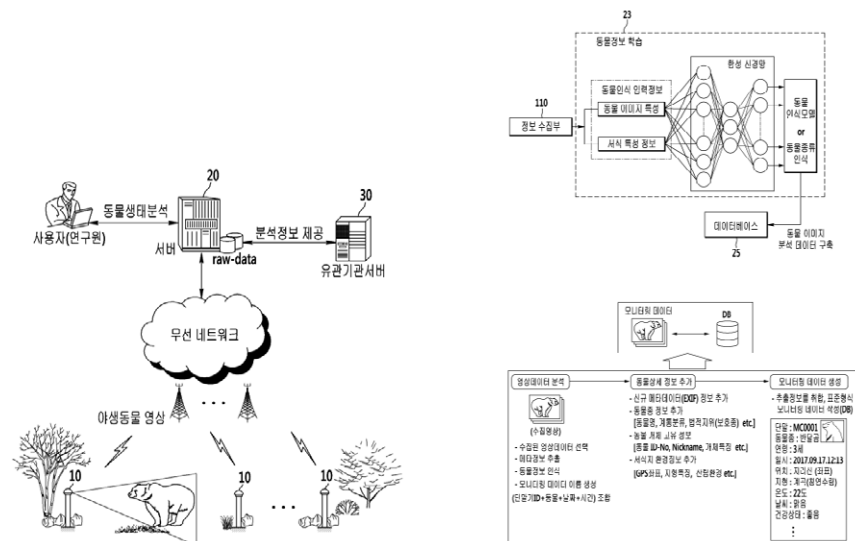 20
30
동물생태분석
분석정보 제공
사용자(연구원)
서버
raw-data
유관기관서버
무선 네트워크
야생동물 영상
10
10
10
23
동물정보 학습
환성 신경망
동물인식 인력정보
110
동물 이미지 특성
정보 수집부
서식 특성 정보
동물
인식모델
or
동물종류
인식
데이터베이스
25
동물 이미지
분석 데이터 구축
모니터링 데이터
DB
영상데이터 분석
(수집영상)
- 수집된 영상데이터 선택
- 메타정보 추출
- 동물정보 인식
- 모니터링 데이터 이름 생성
(단말기ID+동물+날짜+시간) 조합
동물상세 정보 추가
- 신규 메타데이터(EXIF) 정보 추가
- 동물종 정보 추가
[동물명, 계통분류, 법적지위(보호종) etc.]
- 동물 개체 고유 정보
[동물 ID-No, Nickname, 개체특징 etc.]
- 서식지 환경정보 추가
[GPS좌표, 지형특징, 산림환경 etc.]
모니터링 데이터 생성
- 추출정보를 취합, 표준형식
모니터링 데이터 작성(DB)
단말 : MC0001
동물종 : 반달곰
연령 : 3세
일시 : 2017.09.17.12:13
위치 : 지리산 (좌표)
지형 : 계곡(침엽수림)
온도 : 22도
날씨 : 맑음
건강상태 : 좋음